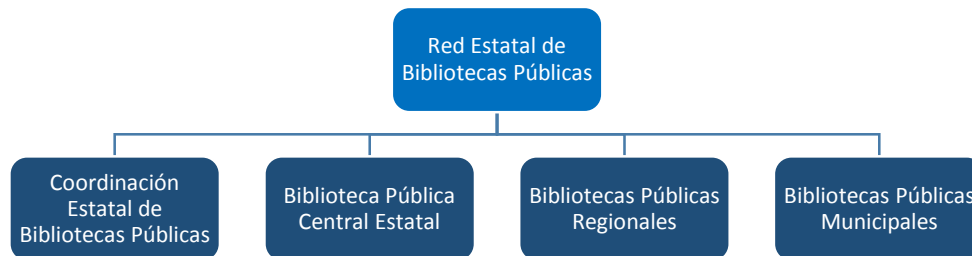 Red Estatal de
Bibliotecas Públicas
Coordinación
Estatal de
Bibliotecas Públicas
Biblioteca Pública
Central Estatal
Bibliotecas Públicas
Regionales
Bibliotecas Públicas
Municipales